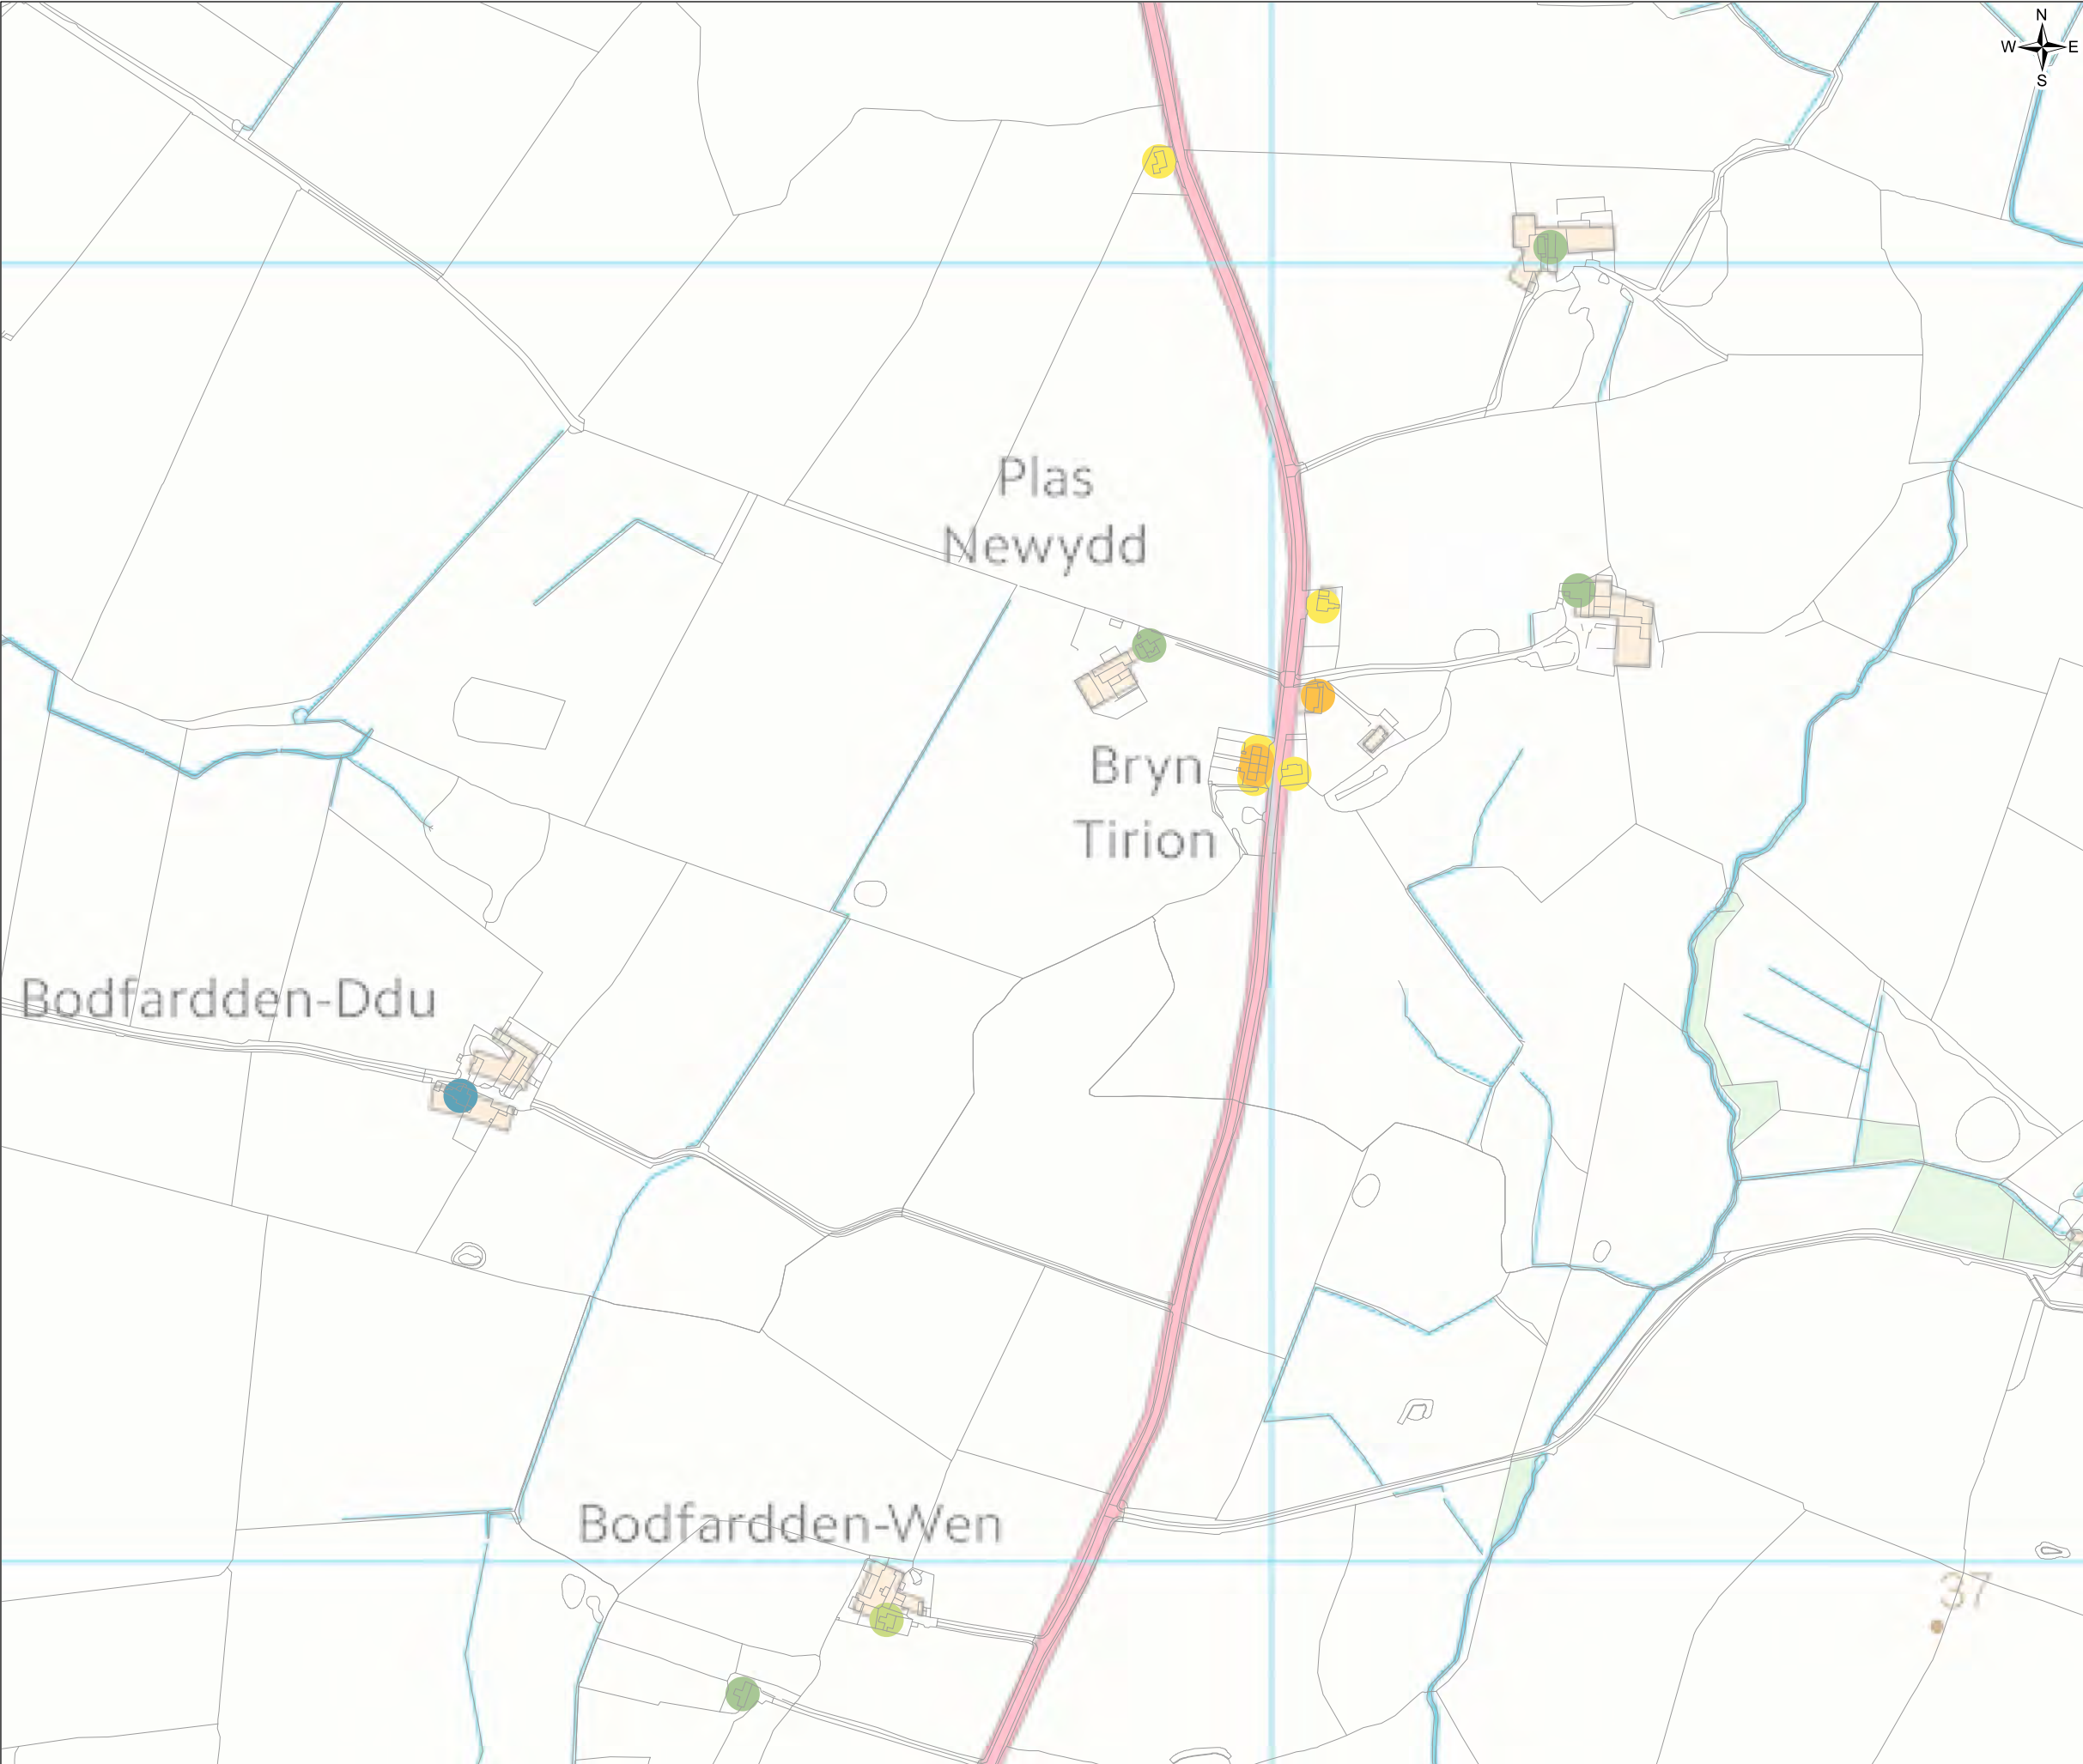 N
W E
S
Plas
Newydd
Bryn
Tirion
Bodfardden-Ddu
Bodfardden-Wen
37